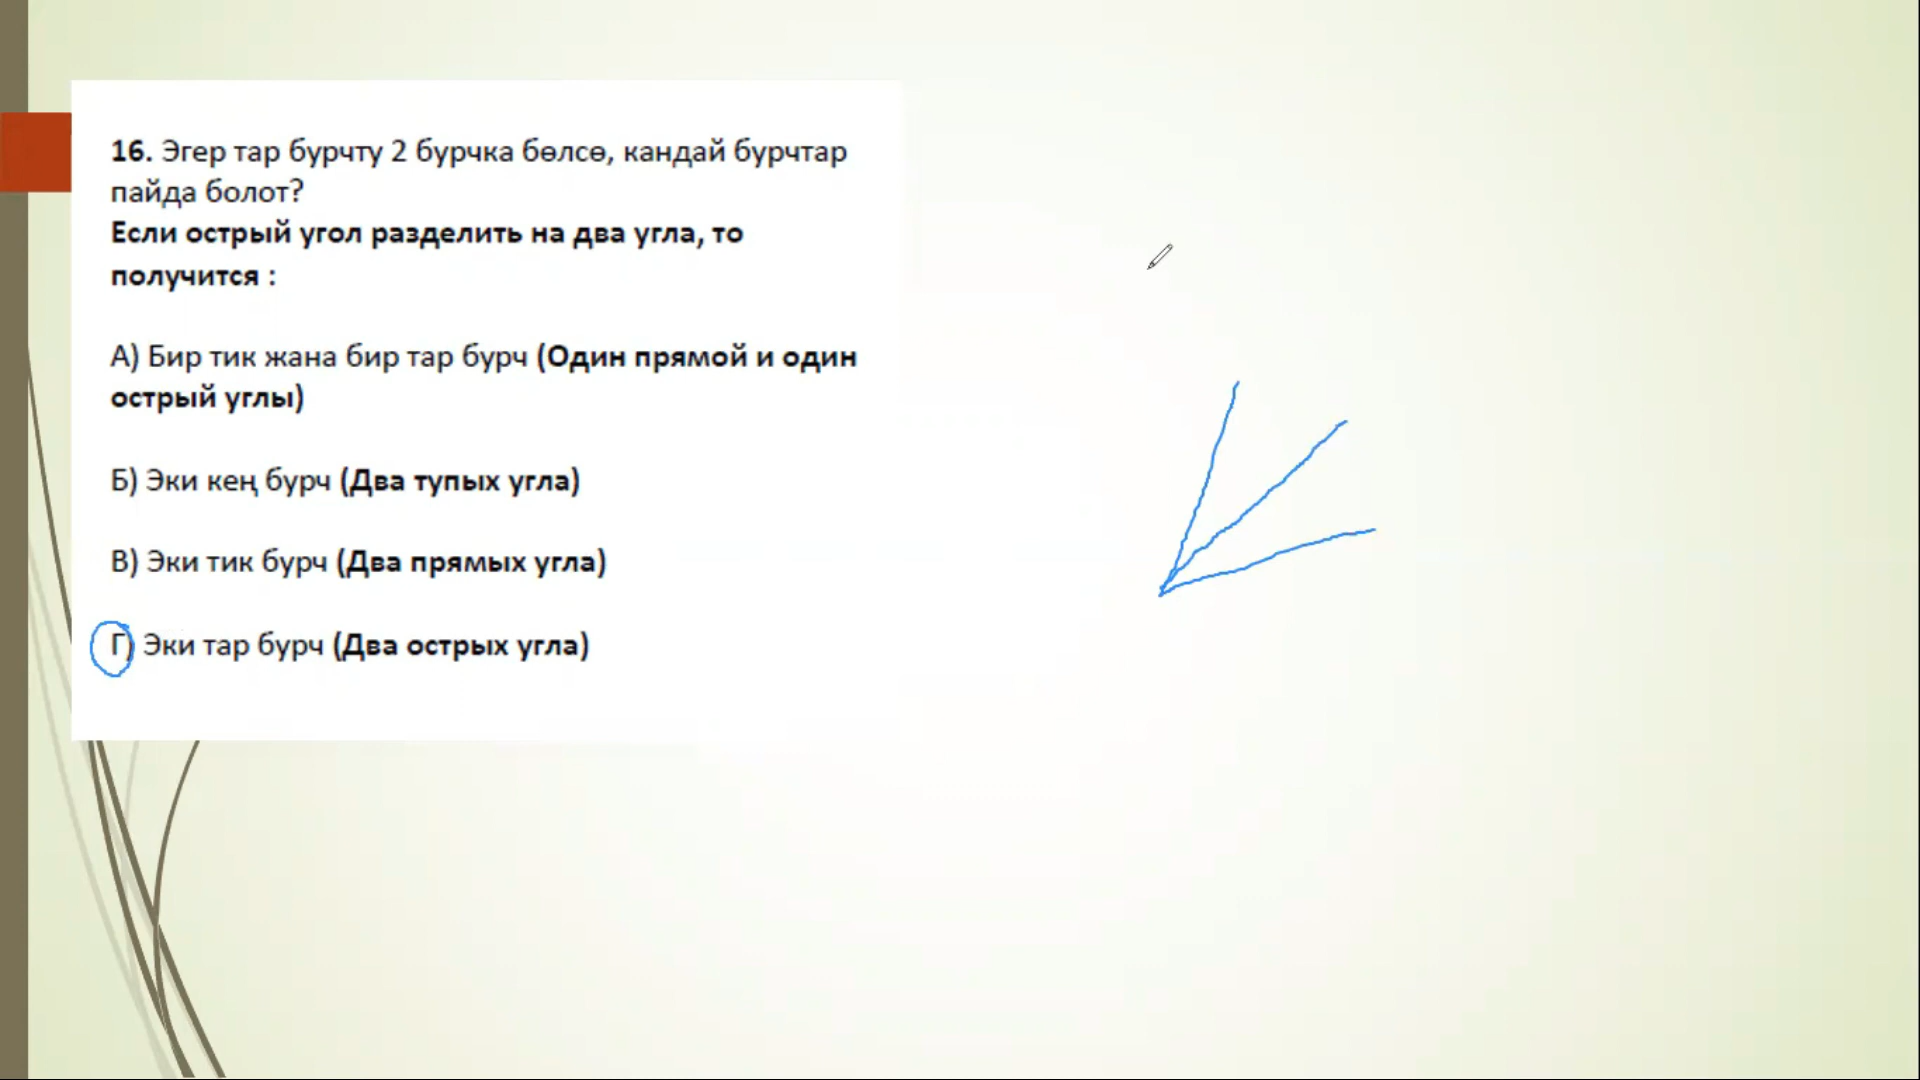 16. Эгер тар бурчту 2 бурчка бөлсө, кандай бурчтар
пайда болот?
Если острый угол разделить на два угла, то
получится :
А) Бир тик жана бир тар бурч (Один прямой и один
острый углы)
Б) Эки кең бурч (Два тупых угла)
В) Эки тик бурч (Два прямых угла)
Г) Эки тар бурч (Два острых угла)